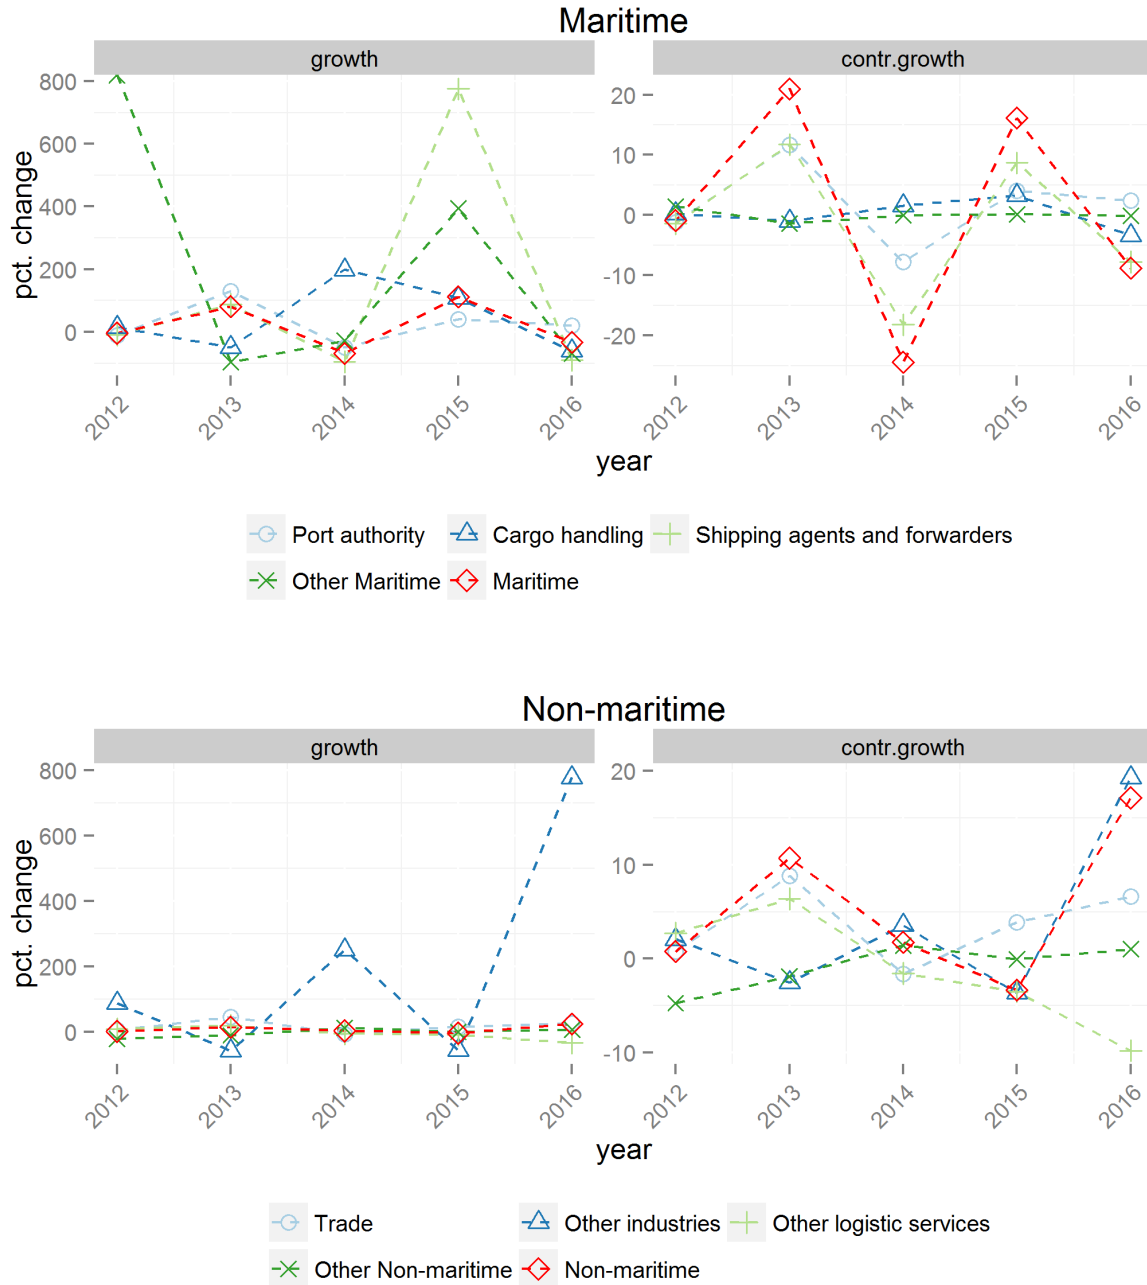 Maritime
growth
contr.growth
pct. change
800
600
400
200
0
20
10
0
-10
-20
2012
2013
2014
2015
2016
2012
2013
2014
2015
2016
year
Port authority
Cargo handling
Shipping agents and forwarders
Other Maritime
Maritime
Non-maritime
growth
contr.growth
pct. change
800
600
400
200
0
20
10
0
-10
2012
2013
2014
2015
2016
2012
2013
2014
2015
2016
year
Trade
Other industries
Other logistic services
Other Non-maritime
Non-maritime